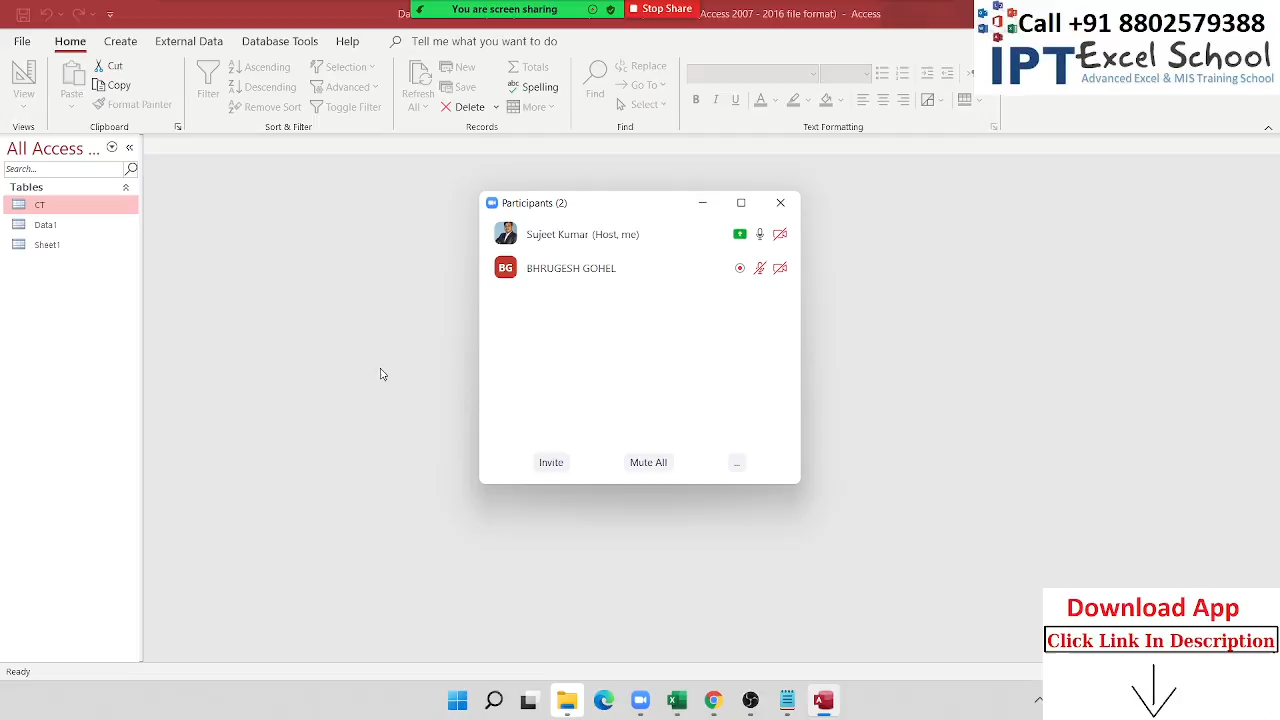 You are screen sharing
Stop Share
Da
Access 2007 - 2016 file format) - Access
Call +91 8802579388
IPT Excel School
Advanced Excel & MIS Training School
File
Home
Create
External Data
Database Tools
Help
Tell me what you want to do
View
Views
Paste
Cut
Copy
Format Painter
Clipboard
Filter
Ascending
Descending
Remove Sort
Selection
Advanced
Toggle Filter
Sort & Filter
Refresh
All
New
Save
Delete
Totals
Spelling
More
Records
Find
Replace
Go To
Select
Find
B I U A
Text Formatting
All Access ...
Search...
Tables
CT
Data1
Sheet1
Participants (2)
Sujeet Kumar (Host, me)
BG BHRUGESH GOHEL
Invite
Mute All
...
Ready
Download App
Click Link In Description